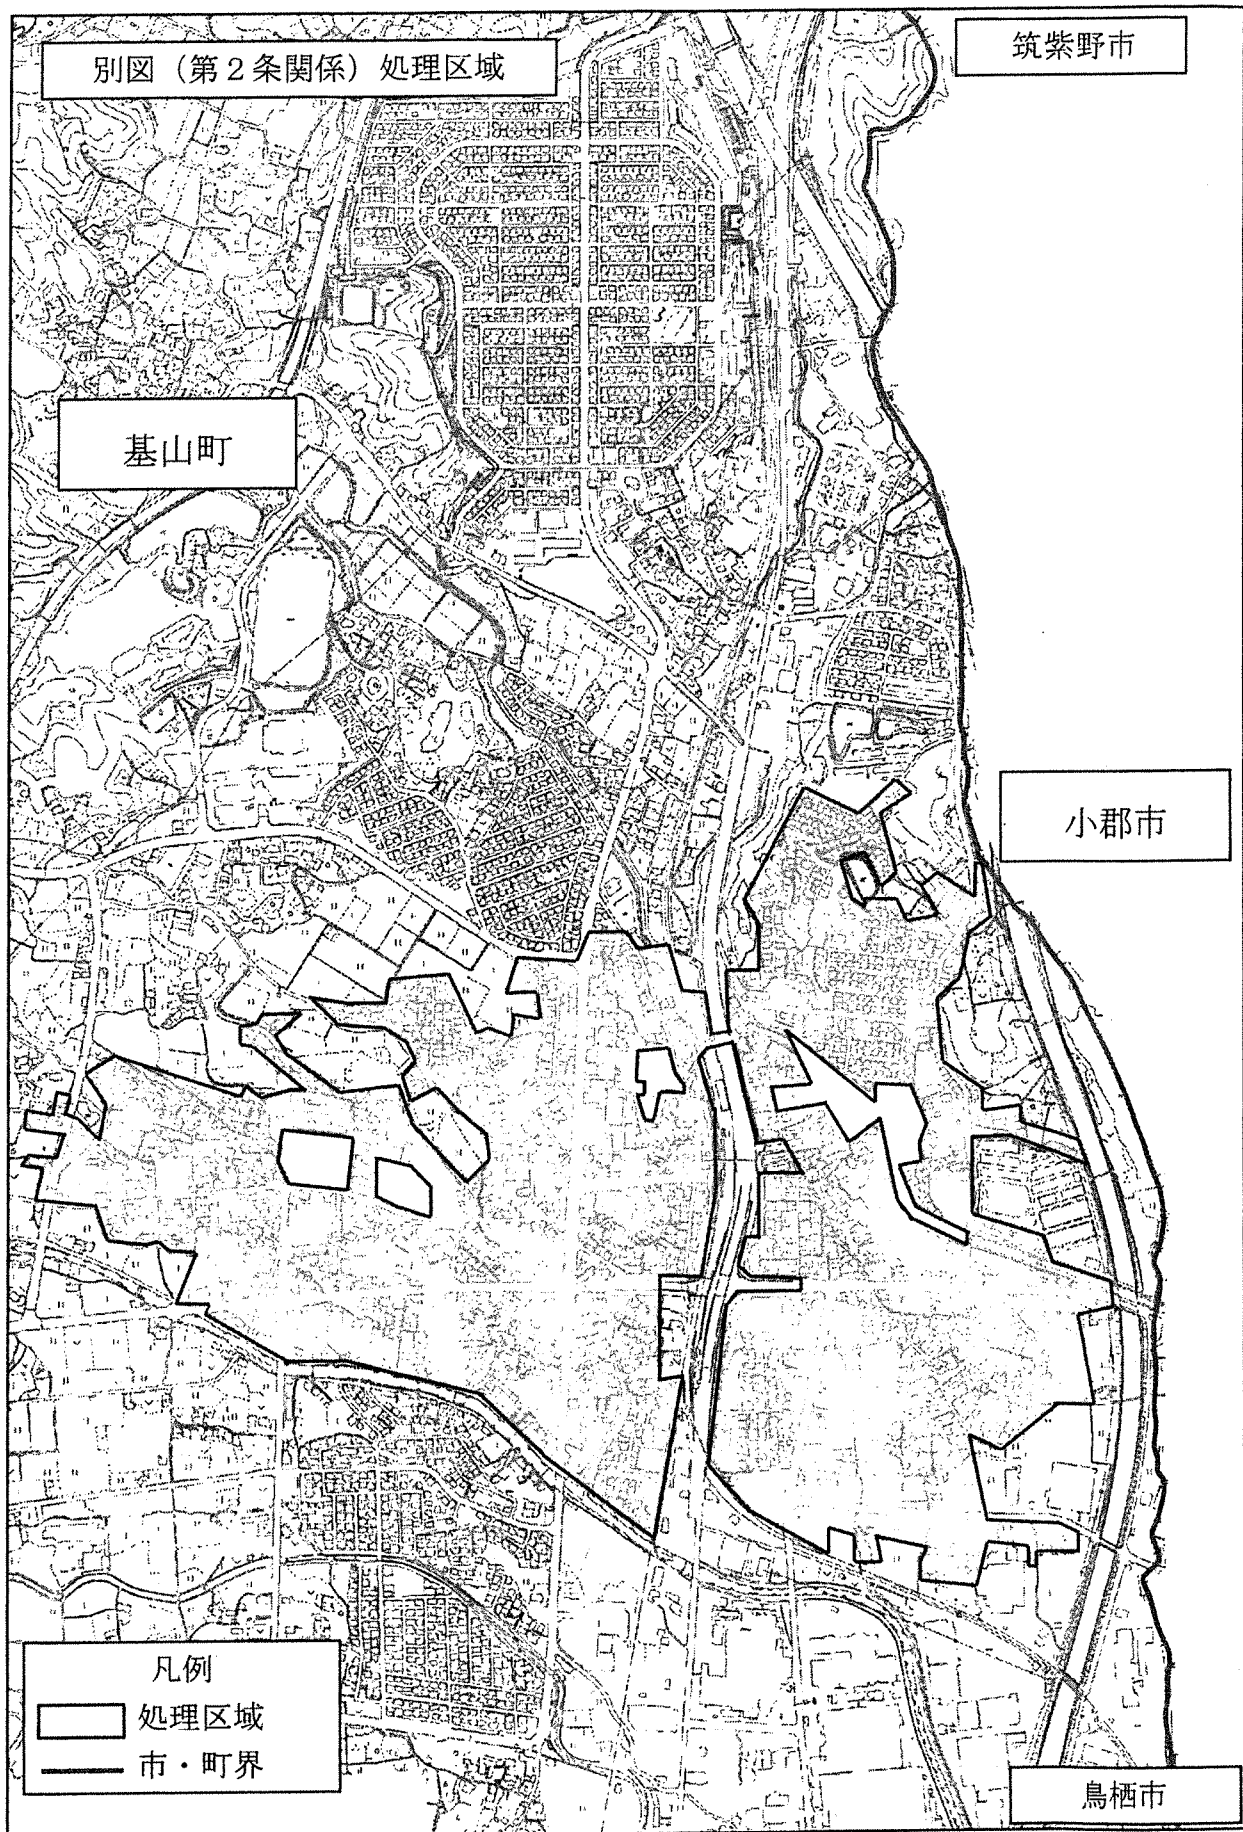 別図（第２条関係）処理区域
筑紫野市
基山町
小郡市
凡例
処理区域
市・町界
鳥栖市